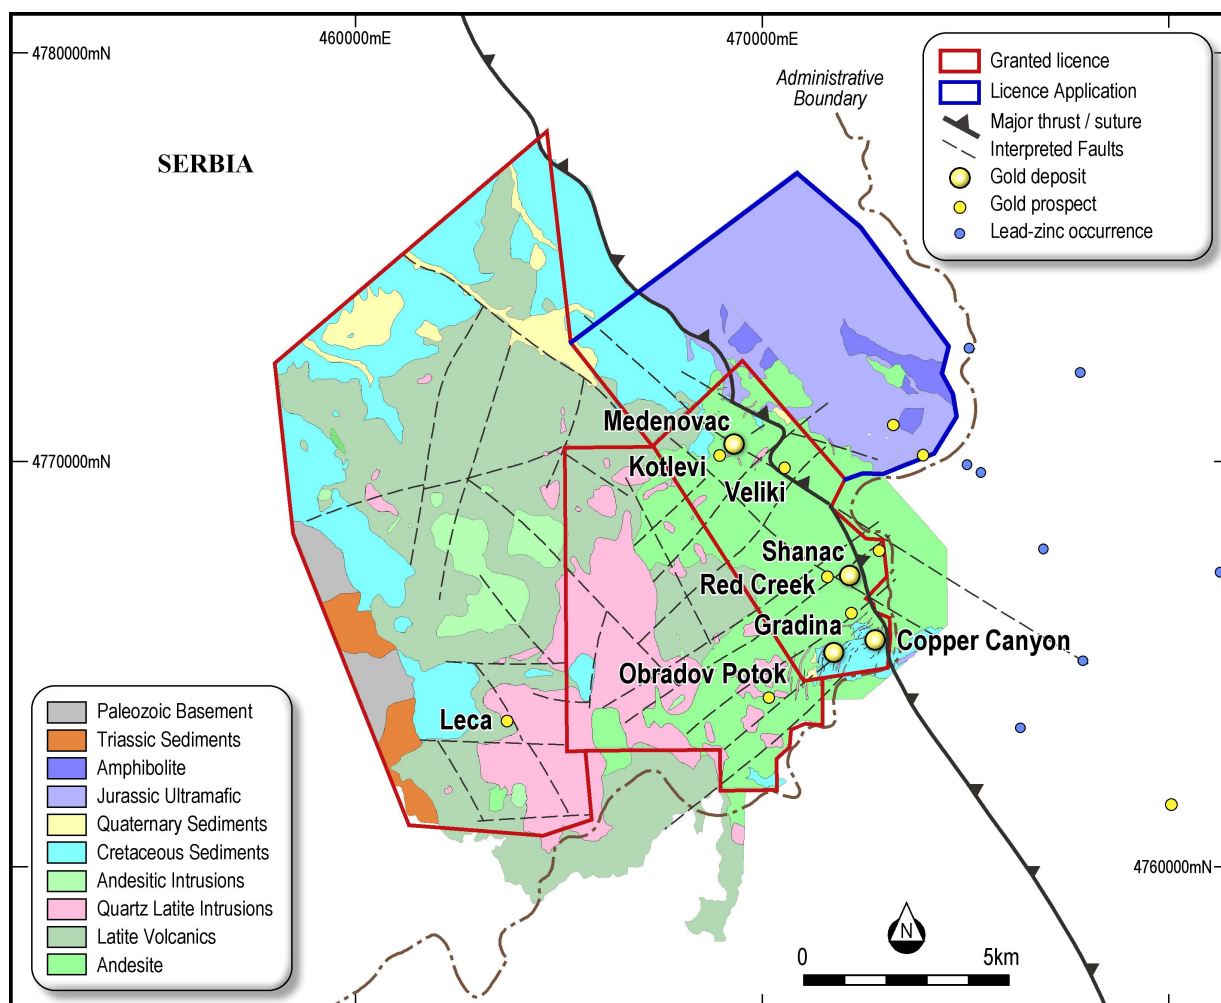 460000mE
470000mE
4780000mN
Administrative
Boundary
SERBIA
Granted licence
Licence Application
Major thrust / suture
Interpreted Faults
Gold deposit
Gold prospect
Lead-zinc occurrence
Medenovac
4770000mN
Kotlevi
Veliki
Shanac
Red Creek
Gradina
Copper Canyon
Obradov Potok
Leca
Paleozoic Basement
Triassic Sediments
Amphibolite
Jurassic Ultramafic
Quaternary Sediments
Cretaceous Sediments
Andesitic Intrusions
Quartz Latite Intrusions
Latite Volcanics
Andesite
4760000mN
N
0
5km